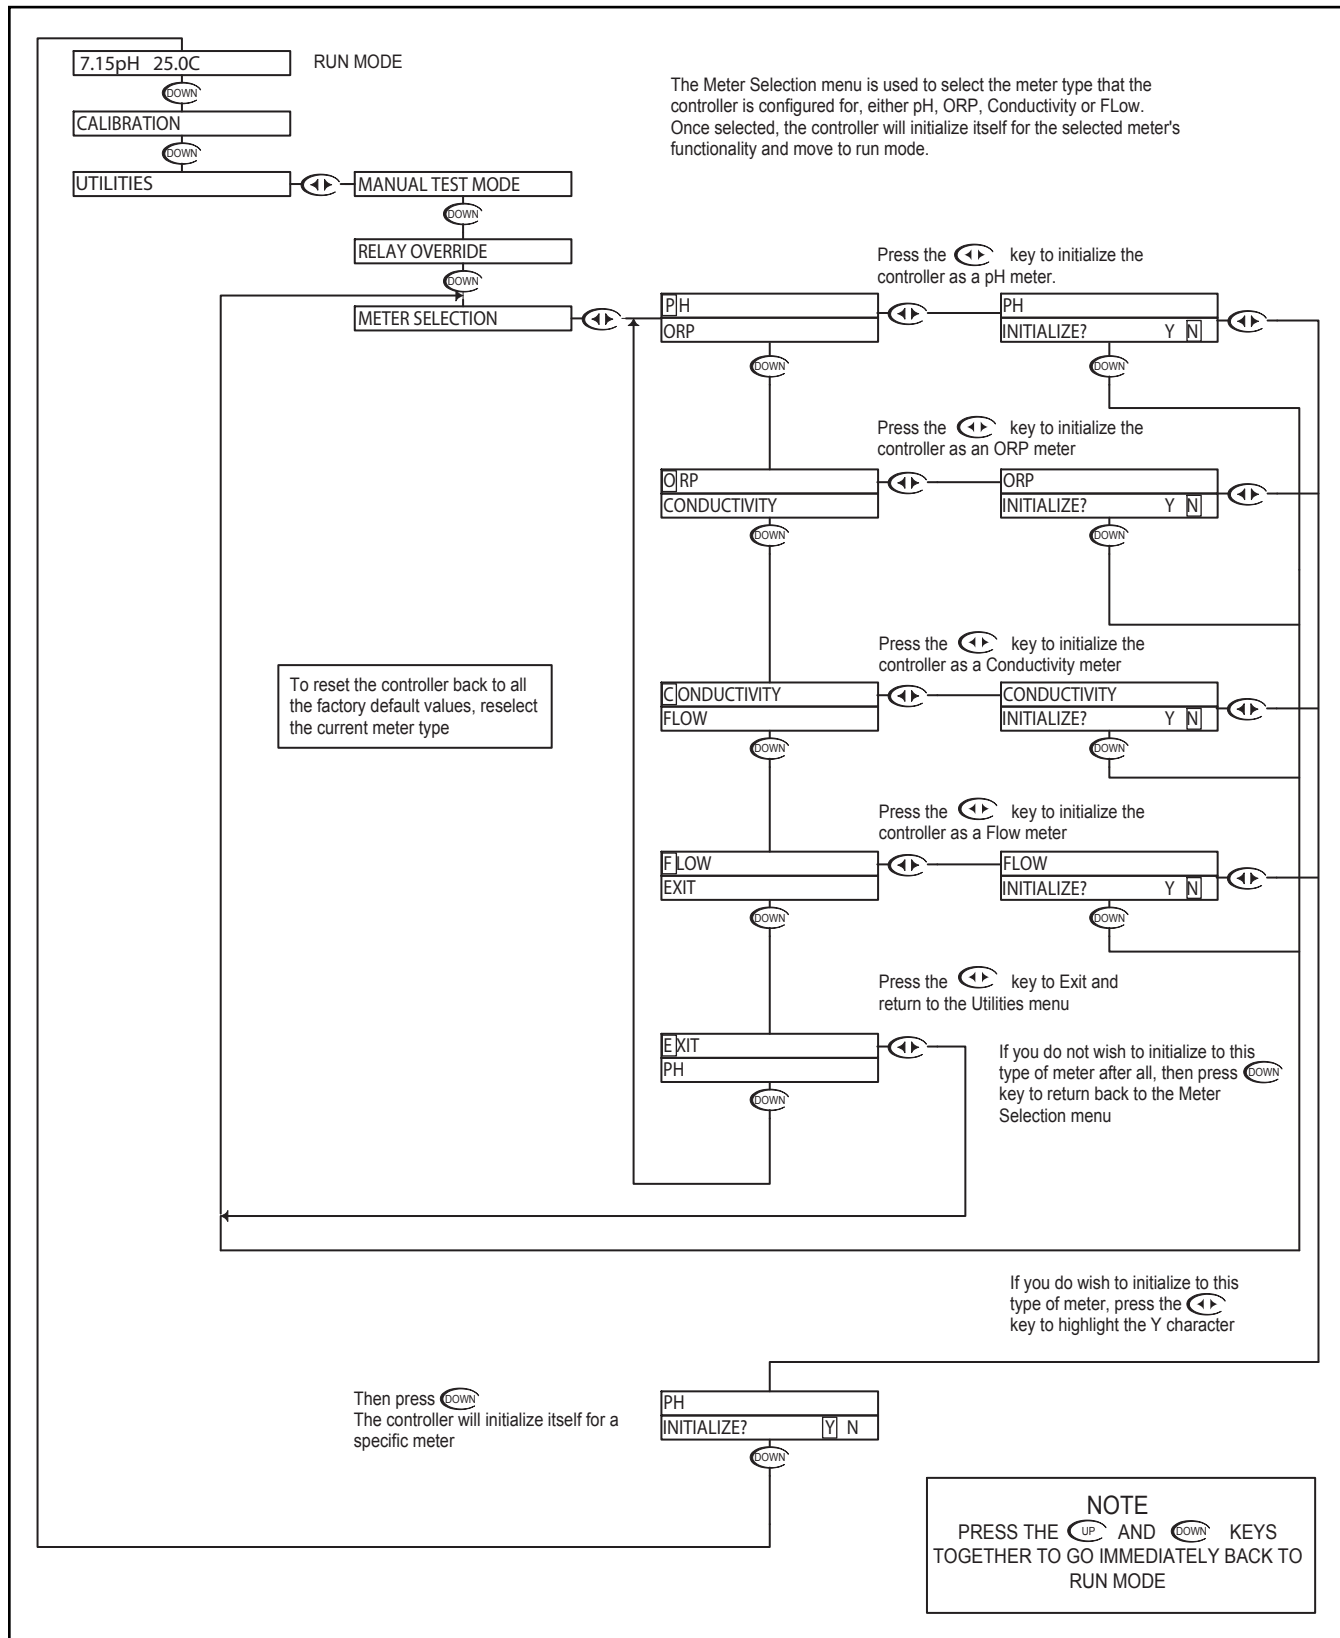 7.15pH 25.0C
RUN MODE
DOWN
CALIBRATION
DOWN
UTILITIES
MANUAL TEST MODE
DOWN
RELAY OVERRIDE
DOWN
METER SELECTION
The Meter Selection menu is used to select the meter type that the
controller is configured for, either pH, ORP, Conductivity or FLow.
Once selected, the controller will initialize itself for the selected meter's
functionality and move to run mode.
Press the key to initialize the
controller as a pH meter.
PH
ORP
DOWN
PH
INITIALIZE? Y N
DOWN
Press the key to initialize the
controller as an ORP meter
ORP
CONDUCTIVITY
DOWN
ORP
INITIALIZE? Y N
DOWN
Press the key to initialize the
controller as a Conductivity meter
CONDUCTIVITY
FLOW
DOWN
CONDUCTIVITY
INITIALIZE? Y N
DOWN
To reset the controller back to all
the factory default values, reselect
the current meter type
Press the key to initialize the
controller as a Flow meter
FLOW
EXIT
DOWN
FLOW
INITIALIZE? Y N
DOWN
Press the key to Exit and
return to the Utilities menu
EXIT
PH
DOWN
If you do not wish to initialize to this
type of meter after all, then press DOWN
key to return back to the Meter
Selection menu
If you do wish to initialize to this
type of meter, press the
key to highlight the Y character
Then press DOWN
The controller will initialize itself for a
specific meter
PH
INITIALIZE? Y N
DOWN
NOTE
PRESS THE UP AND DOWN KEYS
TOGETHER TO GO IMMEDIATELY BACK TO
RUN MODE